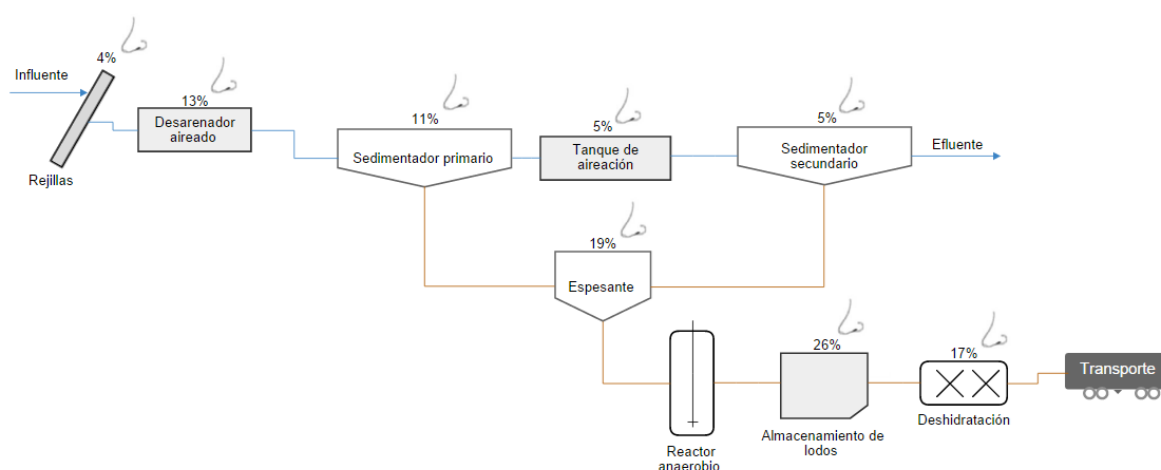 4%
Influente
13%
Desarenador
aireado
Rejillas
11%
Sedimentador primario
5%
Tanque de
aireación
5%
Sedimentador
secundario
Efluente
19%
Espesante
Reactor
anaerobio
26%
Almacenamiento de
lodos
17%
Deshidratación
Transporte